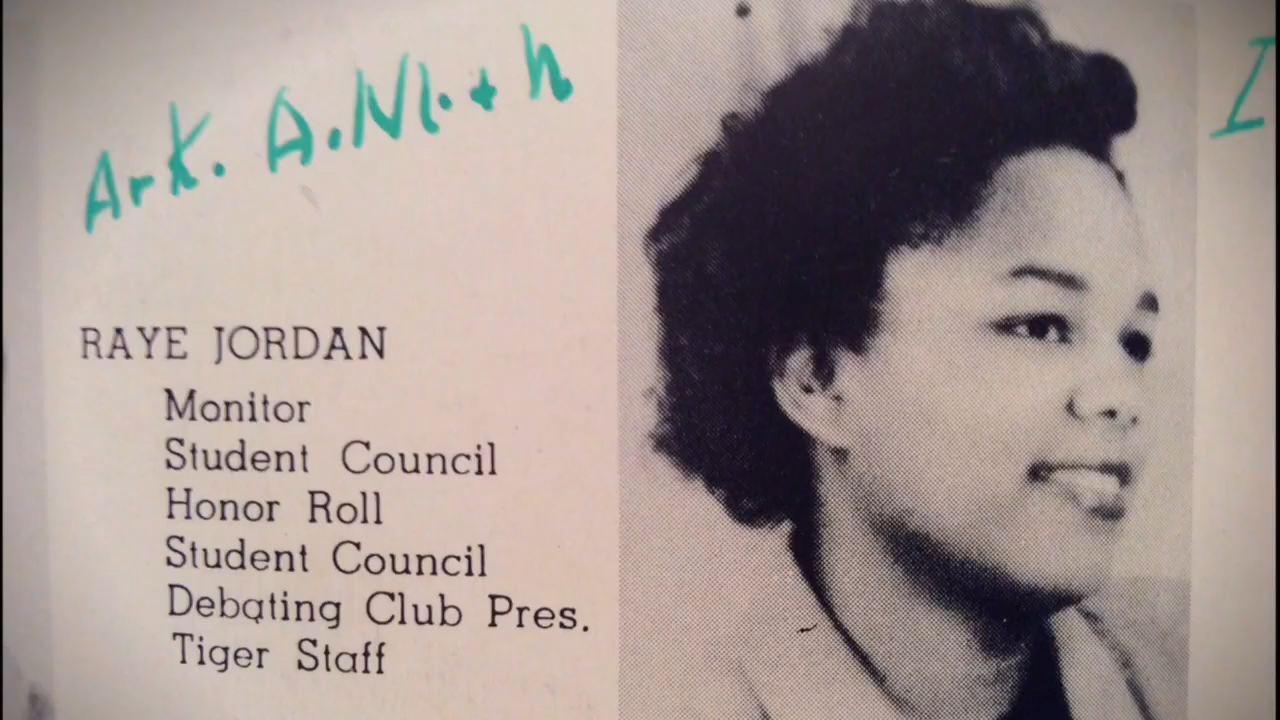 Ark. A.N.+h
RAYE JORDAN
Monitor
Student Council
Honor Roll
Student Council
Debating Club Pres.
Tiger Staff
I